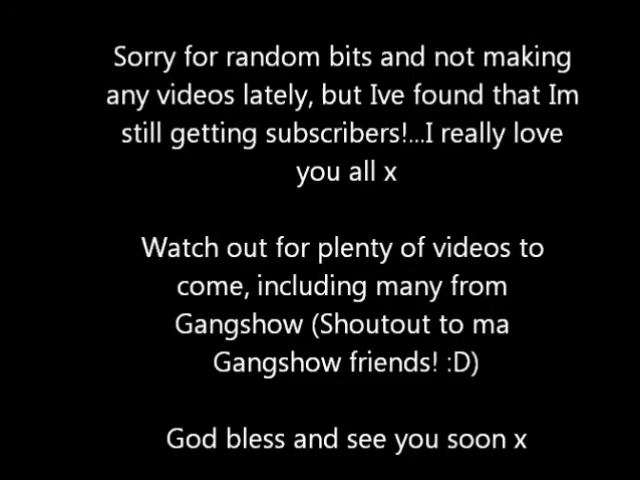 Sorry for random bits and not making
any videos lately, but Ive found that Im
still getting subscribers!...I really love
you all x
Watch out for plenty of videos to
come, including many from
Gangshow (Shoutout to ma
Gangshow friends! :D)
God bless and see you soon x